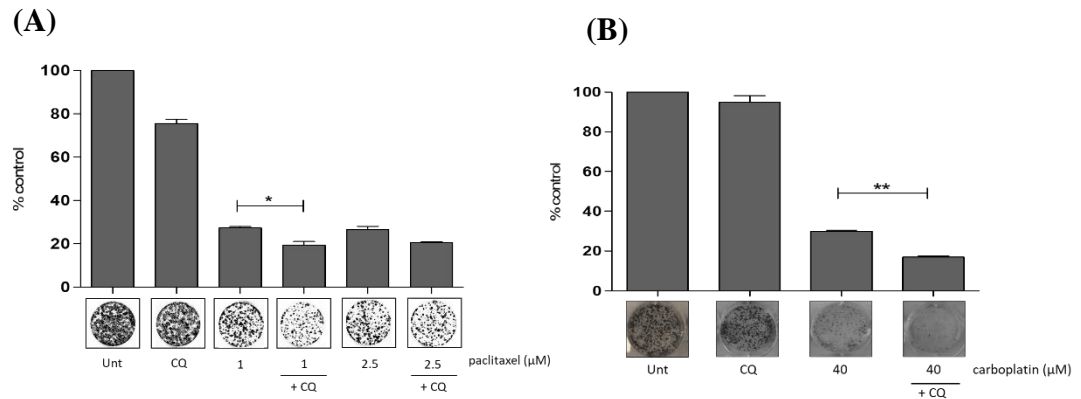 (A)
% control
100
80
60
40
20
0
*
Unt
CQ
1
1
+ CQ
2.5
2.5
+ CQ
paclitaxel (μM)
(B)
% control
100
80
60
40
20
0
**
Unt
CQ
40
40
+ CQ
carboplatin (μM)